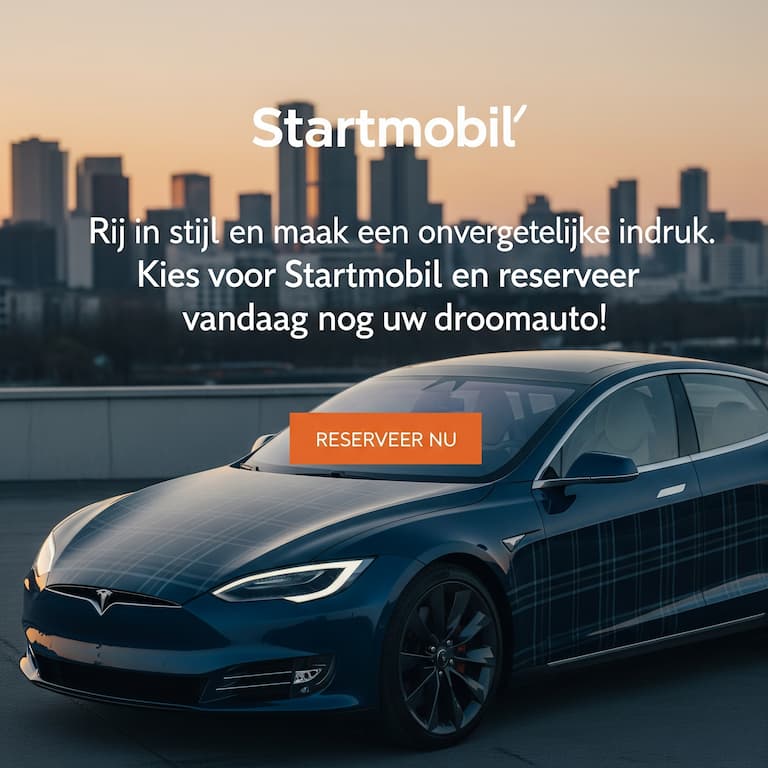 Startmobil'
Rij in stijl en maak een onvergetelijke indruk.
Kies voor Startmobil en reserveer
vandaag nog uw droomauto!
RESERVEER NU